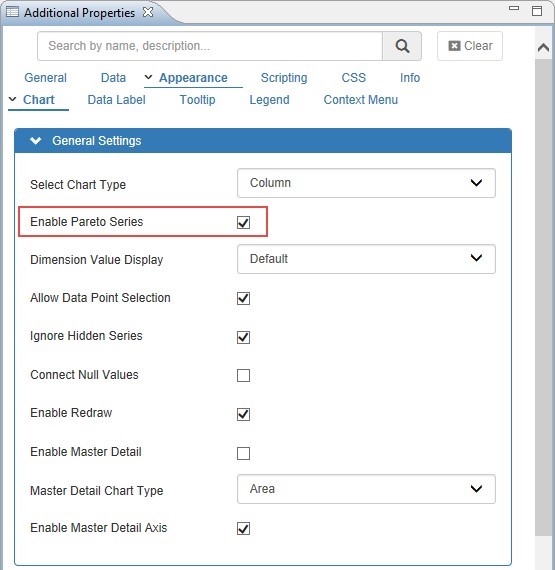 Additional Properties
Search by name, description...
Clear
General Data Appearance Scripting CSS Info
Chart Data Label Tooltip Legend Context Menu
General Settings
Select Chart Type Column
Enable Pareto Series
Dimension Value Display Default
Allow Data Point Selection
Ignore Hidden Series
Connect Null Values
Enable Redraw
Enable Master Detail
Master Detail Chart Type Area
Enable Master Detail Axis